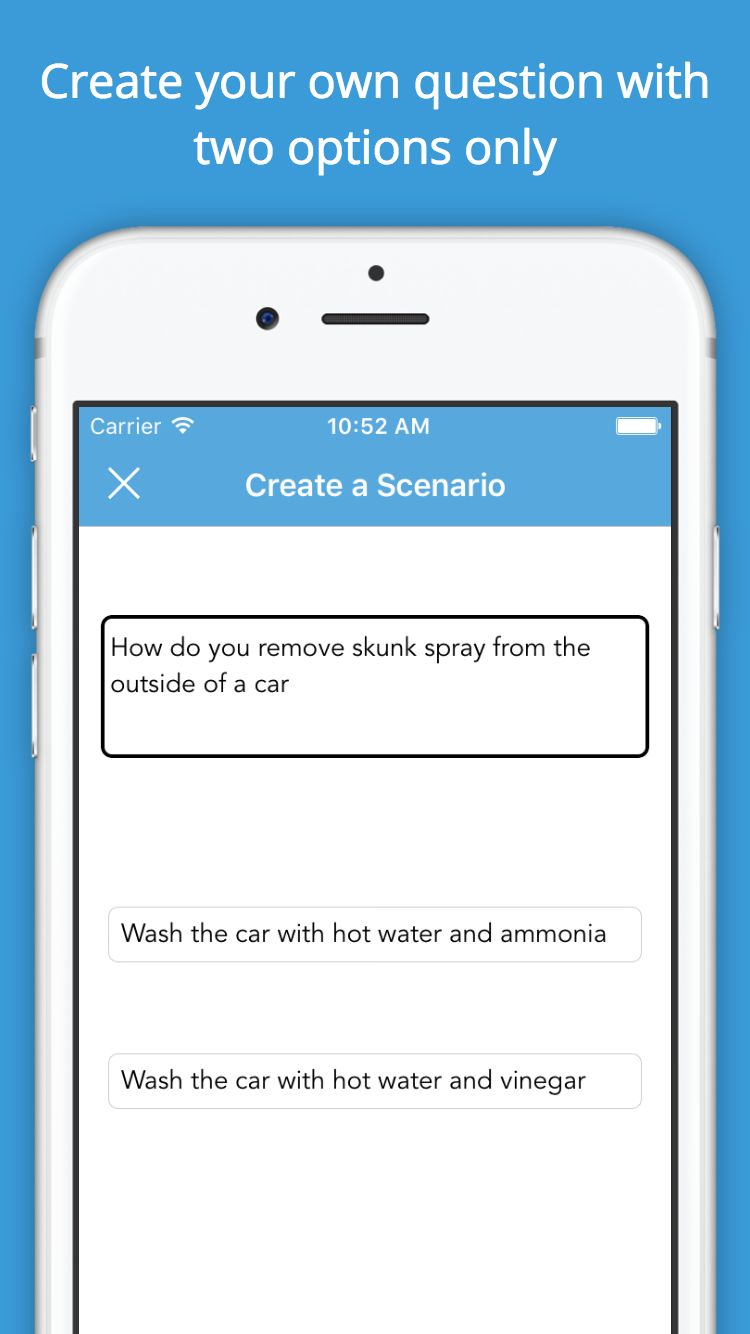 Create your own question with
two options only
Carrier
10:52 AM
Create a Scenario
How do you remove skunk spray from the
outside of a car
Wash the car with hot water and ammonia
Wash the car with hot water and vinegar